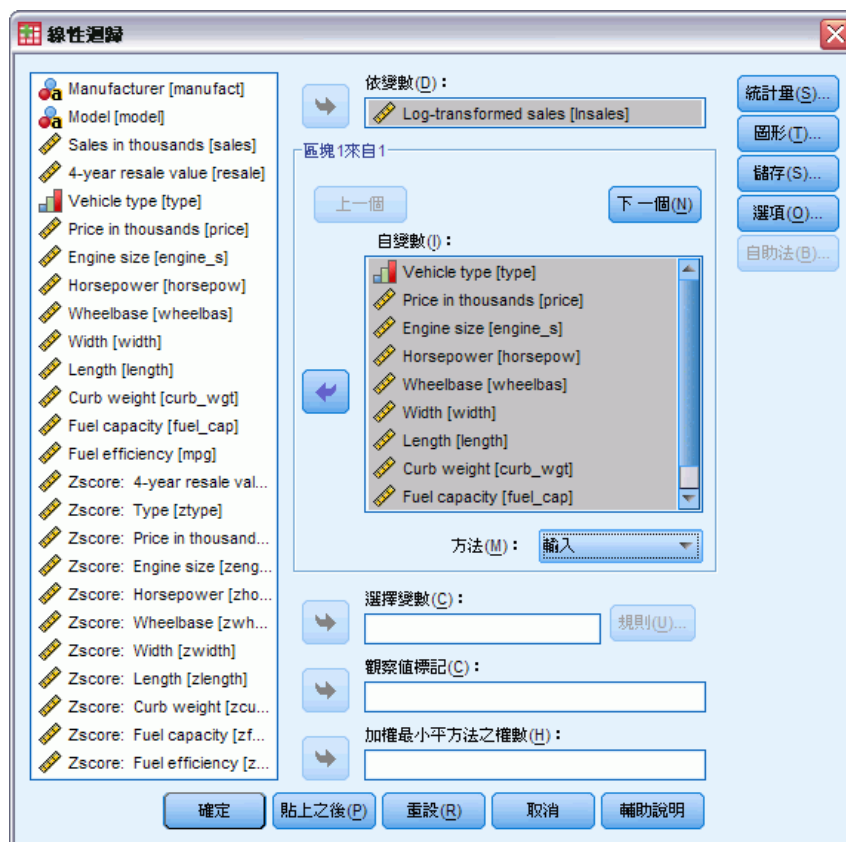 線性迴歸
Manufacturer [manufact]
Model [model]
Sales in thousands [sales]
4-year resale value [resale]
Vehicle type [type]
Price in thousands [price]
Engine size [engine_s]
Horsepower [horsepow]
Wheelbase [wheelbas]
Width [width]
Length [length]
Curb weight [curb_wgt]
Fuel capacity [fuel_cap]
Fuel efficiency [mpg]
Zscore: 4-year resale val...
Zscore: Type [ztype]
Zscore: Price in thousand...
Zscore: Engine size [zeng...
Zscore: Horsepower [zho...
Zscore: Wheelbase [zwh...
Zscore: Width [zwidth]
Zscore: Length [zlength]
Zscore: Curb weight [zcu...
Zscore: Fuel capacity [zf...
Zscore: Fuel efficiency [z...
依變數(D)：
Log-transformed sales [lnsales]
區塊1來自1
上一個
下一個(N)
自變數(I)：
Vehicle type [type]
Price in thousands [price]
Engine size [engine_s]
Horsepower [horsepow]
Wheelbase [wheelbas]
Width [width]
Length [length]
Curb weight [curb_wgt]
Fuel capacity [fuel_cap]
方法(M)：
輸入
選擇變數(C)：
規則(U)...
觀察值標記(C)：
加權最小平方法之權數(H)：
統計量(S)...
圖形(T)...
儲存(S)...
選項(O)...
自助法(B)...
確定
貼上之後(P)
重設(R)
取消
輔助說明